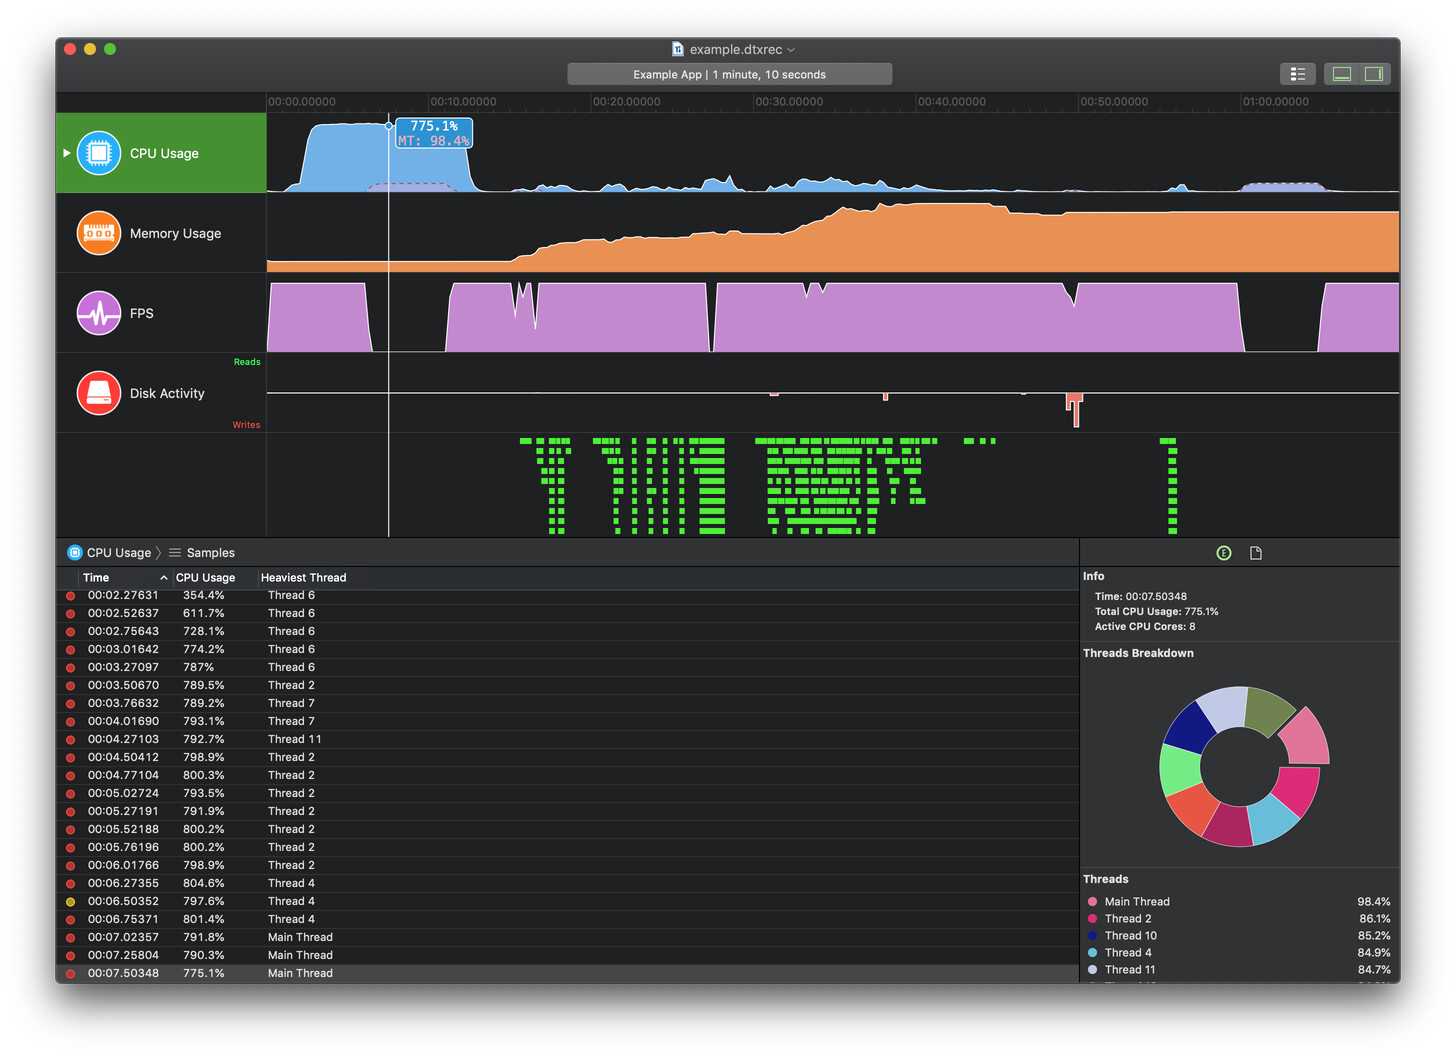 example.dtxrec
Example App | 1 minute, 10 seconds
00:00.00000 00:10.00000 00:20.00000 00:30.00000 00:40.00000 00:50.00000 01:00.00000
CPU Usage
775.1%
MT: 98.4%
Memory Usage
FPS
Reads
Disk Activity
Writes
CPU Usage Samples
Time CPU Usage Heaviest Thread
00:02.27631 354.4% Thread 6
00:02.52637 611.7% Thread 6
00:02.75643 728.1% Thread 6
00:03.01642 774.2% Thread 6
00:03.27097 787% Thread 6
00:03.50670 789.5% Thread 2
00:03.76632 789.2% Thread 7
00:04.01690 793.1% Thread 7
00:04.27103 792.7% Thread 11
00:04.50412 798.9% Thread 2
00:04.77104 800.3% Thread 2
00:05.02724 793.5% Thread 2
00:05.27191 791.9% Thread 2
00:05.52188 800.2% Thread 2
00:05.76196 800.2% Thread 2
00:06.01766 798.9% Thread 2
00:06.27355 804.6% Thread 4
00:06.50352 797.6% Thread 4
00:06.75371 801.4% Thread 4
00:07.02357 791.8% Main Thread
00:07.25804 790.3% Main Thread
00:07.50348 775.1% Main Thread
E
Info
Time: 00:07.50348
Total CPU Usage: 775.1%
Active CPU Cores: 8
Threads Breakdown
Threads
Main Thread 98.4%
Thread 2 86.1%
Thread 10 85.2%
Thread 4 84.9%
Thread 11 84.7%